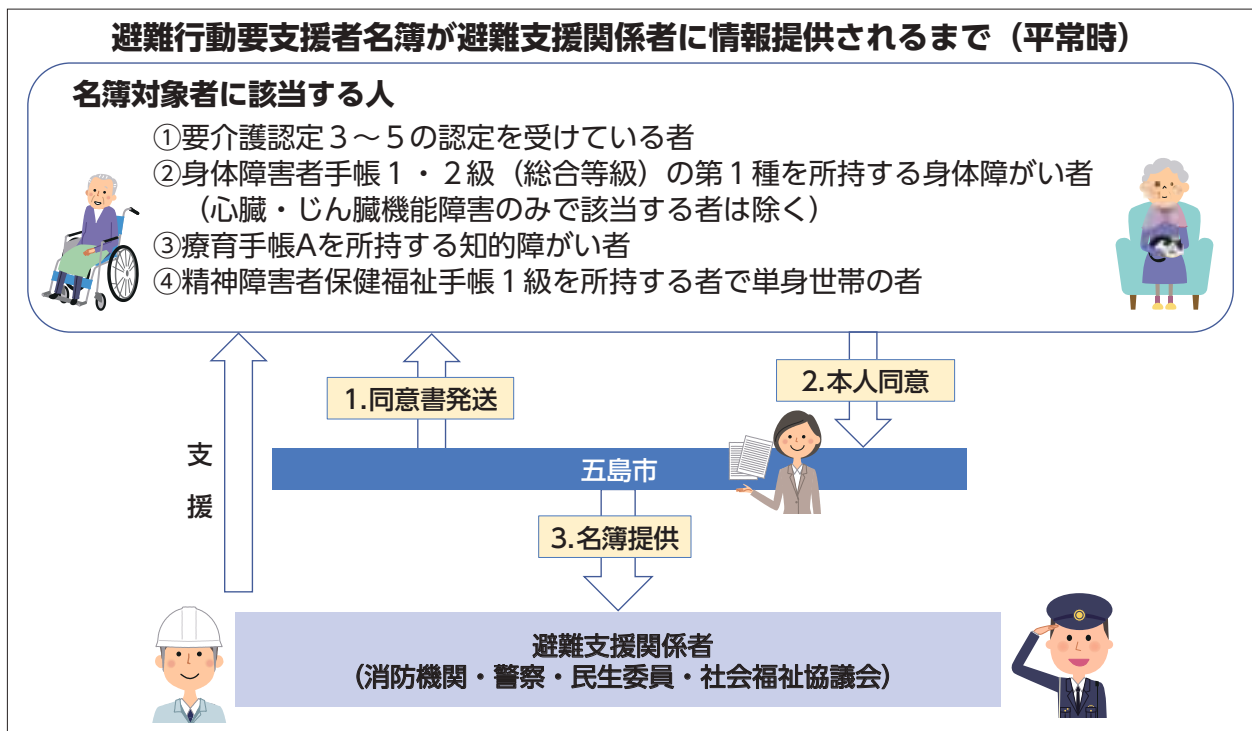 避難行動要支援者名簿が避難支援関係者に情報提供されるまで（平常時）
名簿対象者に該当する人
①要介護認定３～５の認定を受けている者
②身体障害者手帳１・２級（総合等級）の第１種を所持する身体障がい者
（心臓・じん臓機能障害のみで該当する者は除く）
③療育手帳Aを所持する知的障がい者
④精神障害者保健福祉手帳１級を所持する者で単身世帯の者
1.同意書発送
2.本人同意
支援
五島市
3.名簿提供
避難支援関係者
（消防機関・警察・民生委員・社会福祉協議会）